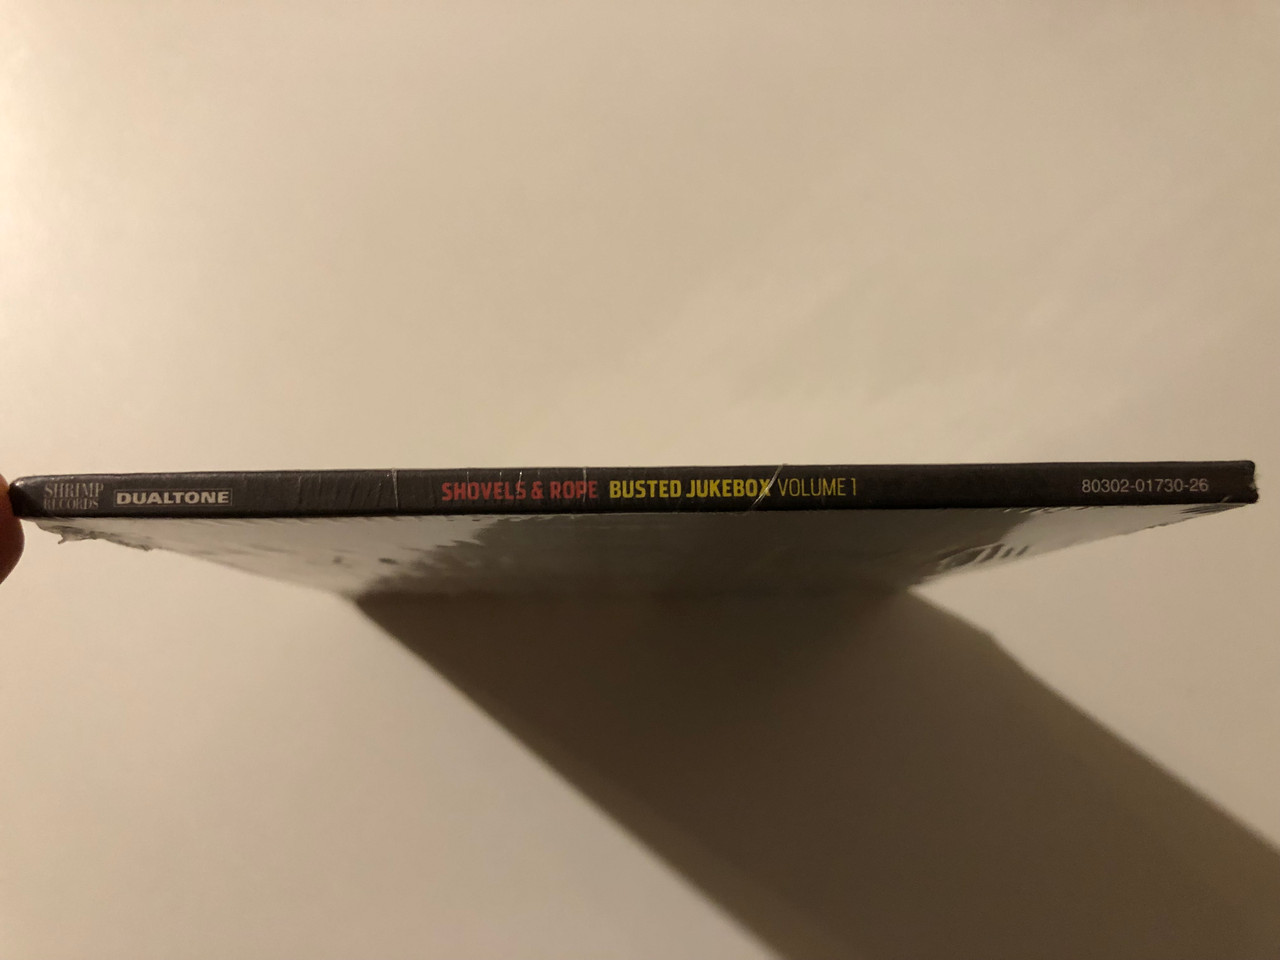 SHRIMP
RECORDS
DUALTONE
SHOVELS & ROPE BUSTED JUKEBOX VOLUME 1
80302-01730-26